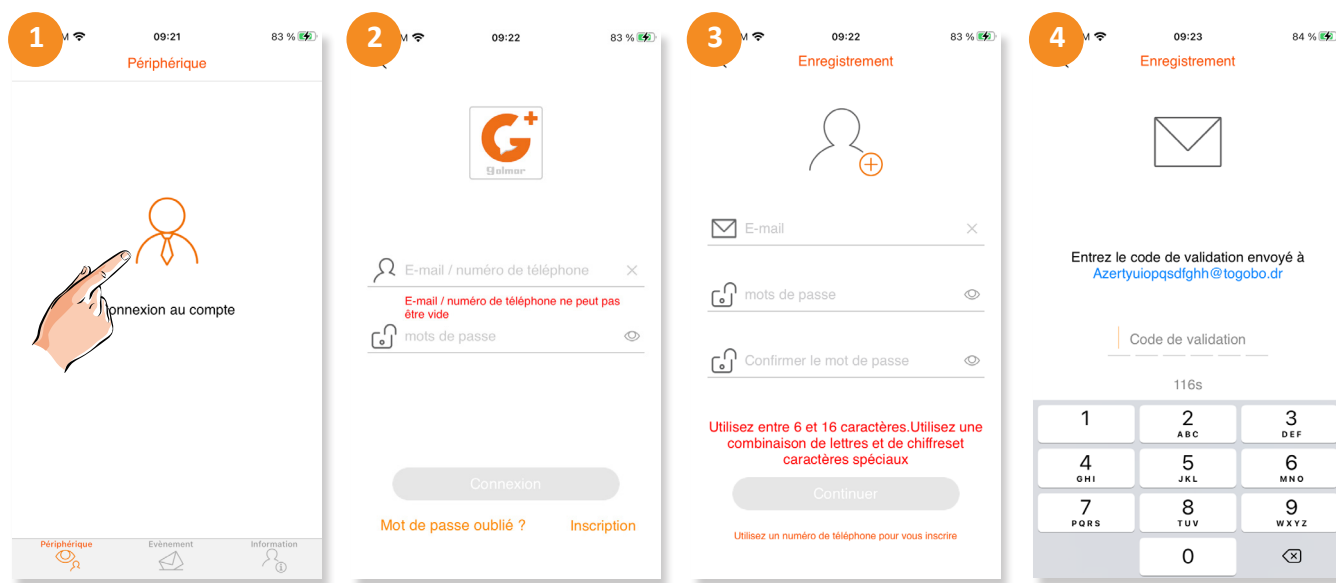 1
M
09:21
83 %
Périphérique
onnexion au compte
Périphérique
Evènement
Information
2
M
09:22
83 %
G+
golmar
E-mail / numéro de téléphone
E-mail / numéro de téléphone ne peut pas
être vide
mots de passe
Connexion
Mot de passe oublié ?
Inscription
3
M
09:22
83 %
Enregistrement
E-mail
mots de passe
Confirmer le mot de passe
Utilisez entre 6 et 16 caractères.Utilisez une
combinaison de lettres et de chiffreset
caractères spéciaux
Continuer
Utilisez un numéro de téléphone pour vous inscrire
4
M
09:23
84 %
Enregistrement
Entrez le code de validation envoyé à
Azertyuiopqsdfghh@togobo.dr
Code de validation
116s
1 2 3
ABC DEF
4 5 6
GHI JKL MNO
7 8 9
PQRS TUV WXYZ
0